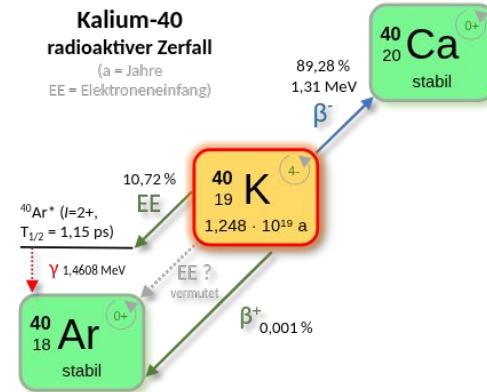 Kalium-40
radioaktiver Zerfall
(a = Jahre
EE = Elektroneneinfang)
0+
40
20 Ca
stabil
89,28 %
1,31 MeV
β-
4-
40
19 K
1,248 · 10¹⁹ a
10,72 %
EE
⁴⁰Ar* (I=2+,
T1/2 = 1,15 ps)
γ 1,4608 MeV
EE ?
vermutet
β+ 0,001 %
0+
40
18 Ar
stabil